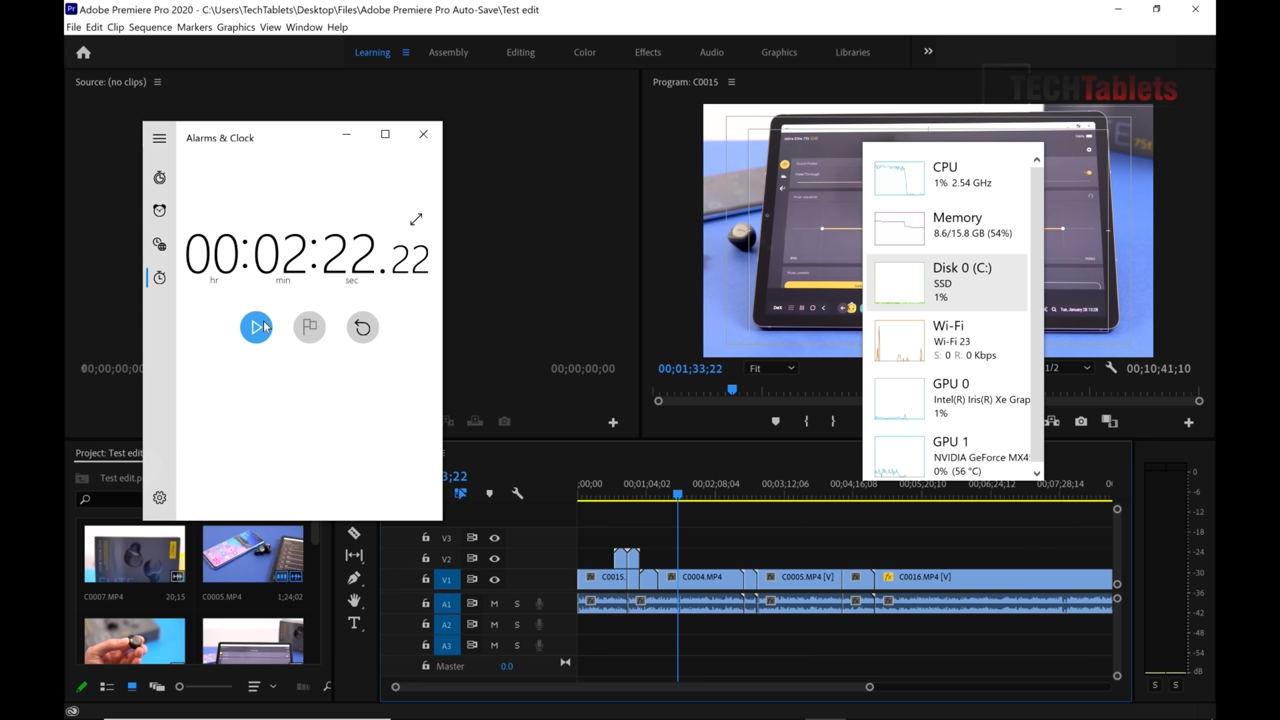 Adobe Premiere Pro 2020 - C:\Users\TechTablets\Desktop\Files\Adobe Premiere Pro Auto-Save\Test edit
File Edit Clip Sequence Markers Graphics View Window Help
Learning Assembly Editing Color Effects Audio Graphics Libraries
Source: (no clips)
Program: C0015
TECHTablets
Alarms & Clock
00:02:22.22
hr min sec
CPU
1% 2.54 GHz
Memory
8.6/15.8 GB (54%)
Disk 0 (C:)
SSD
1%
Wi-Fi
Wi-Fi 23
S: 0 R: 0 Kbps
GPU 0
Intel(R) Iris(R) Xe Grap
1%
GPU 1
NVIDIA GeForce MX4
0% (56 °C)
00;00;00;00
00;01;33;22 Fit 1/2 00;10;41;10
Project: Test edit
Test edit.p
3;22
;00;00 00;01;04;02 00;02;08;04 00;03;12;06 00;04;16;08 00;05;20;10 00;06;24;12 00;07;28;14
V3
V2
V1 C0015. C0004.MP4 C0005.MP4 [V] C0016.MP4 [V]
A1 M S
A2 M S
A3 M S
Master 0.0
C0007.MP4 20;15 C0005.MP4 1;24;02
0
-6
-12
-18
-24
-30
-36
-42
-48
-54
dB
S S